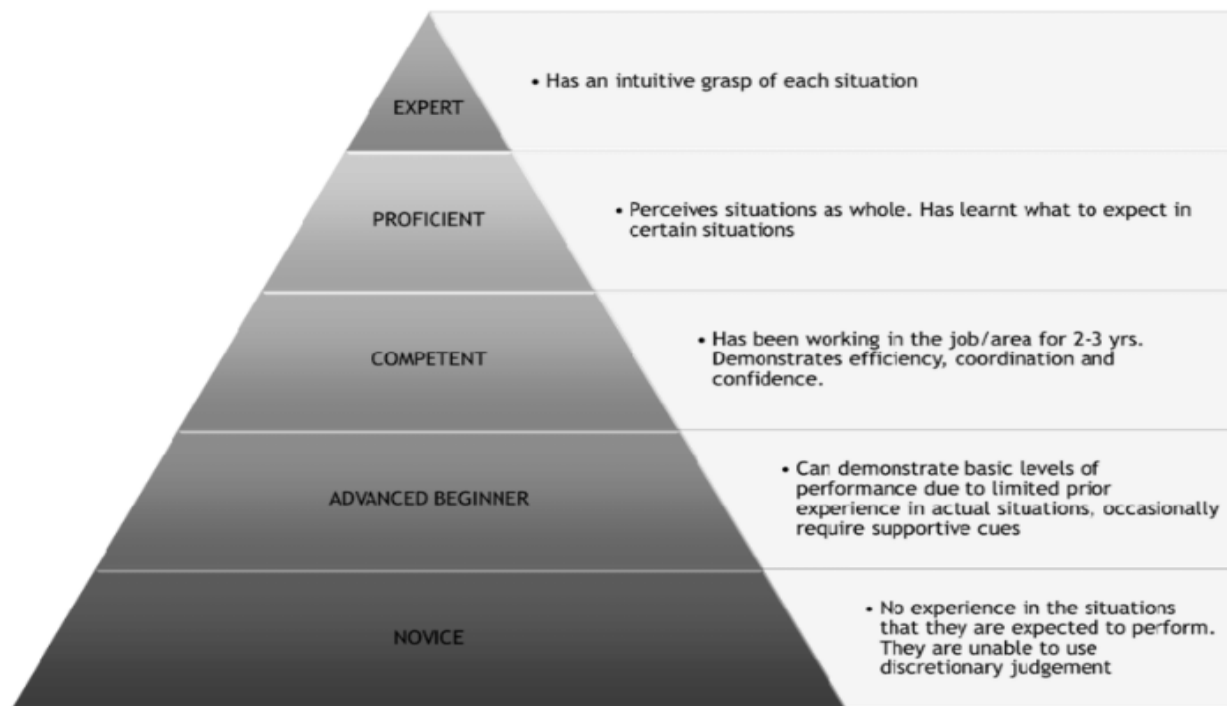 EXPERT
• Has an intuitive grasp of each situation
PROFICIENT
• Perceives situations as whole. Has learnt what to expect in
certain situations
COMPETENT
• Has been working in the job/area for 2-3 yrs.
Demonstrates efficiency, coordination and
confidence.
ADVANCED BEGINNER
• Can demonstrate basic levels of
performance due to limited prior
experience in actual situations, occasionally
require supportive cues
NOVICE
• No experience in the situations
that they are expected to perform.
They are unable to use
discretionary judgement